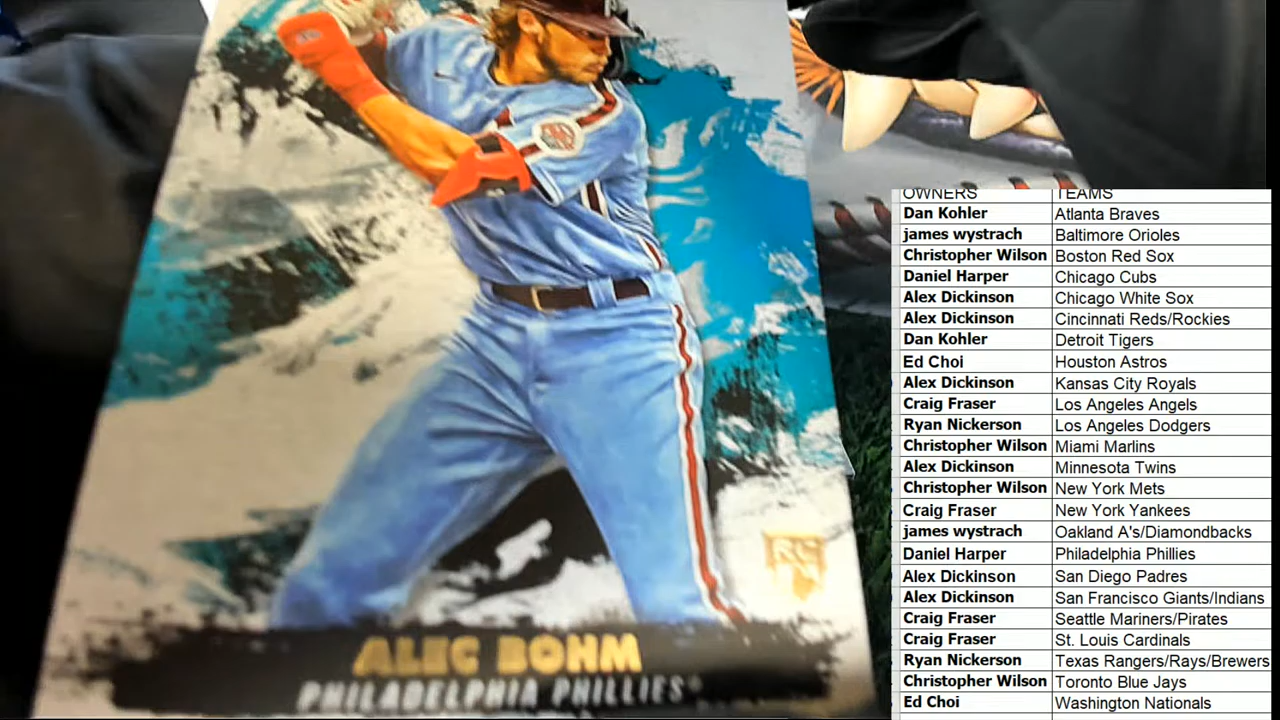 RC
ALEC BOHM
PHILADELPHIA PHILLIES
OWNERS TEAMS
Dan Kohler Atlanta Braves
james wystrach Baltimore Orioles
Christopher Wilson Boston Red Sox
Daniel Harper Chicago Cubs
Alex Dickinson Chicago White Sox
Alex Dickinson Cincinnati Reds/Rockies
Dan Kohler Detroit Tigers
Ed Choi Houston Astros
Alex Dickinson Kansas City Royals
Craig Fraser Los Angeles Angels
Ryan Nickerson Los Angeles Dodgers
Christopher Wilson Miami Marlins
Alex Dickinson Minnesota Twins
Christopher Wilson New York Mets
Craig Fraser New York Yankees
james wystrach Oakland A's/Diamondbacks
Daniel Harper Philadelphia Phillies
Alex Dickinson San Diego Padres
Alex Dickinson San Francisco Giants/Indians
Craig Fraser Seattle Mariners/Pirates
Craig Fraser St. Louis Cardinals
Ryan Nickerson Texas Rangers/Rays/Brewers
Christopher Wilson Toronto Blue Jays
Ed Choi Washington Nationals